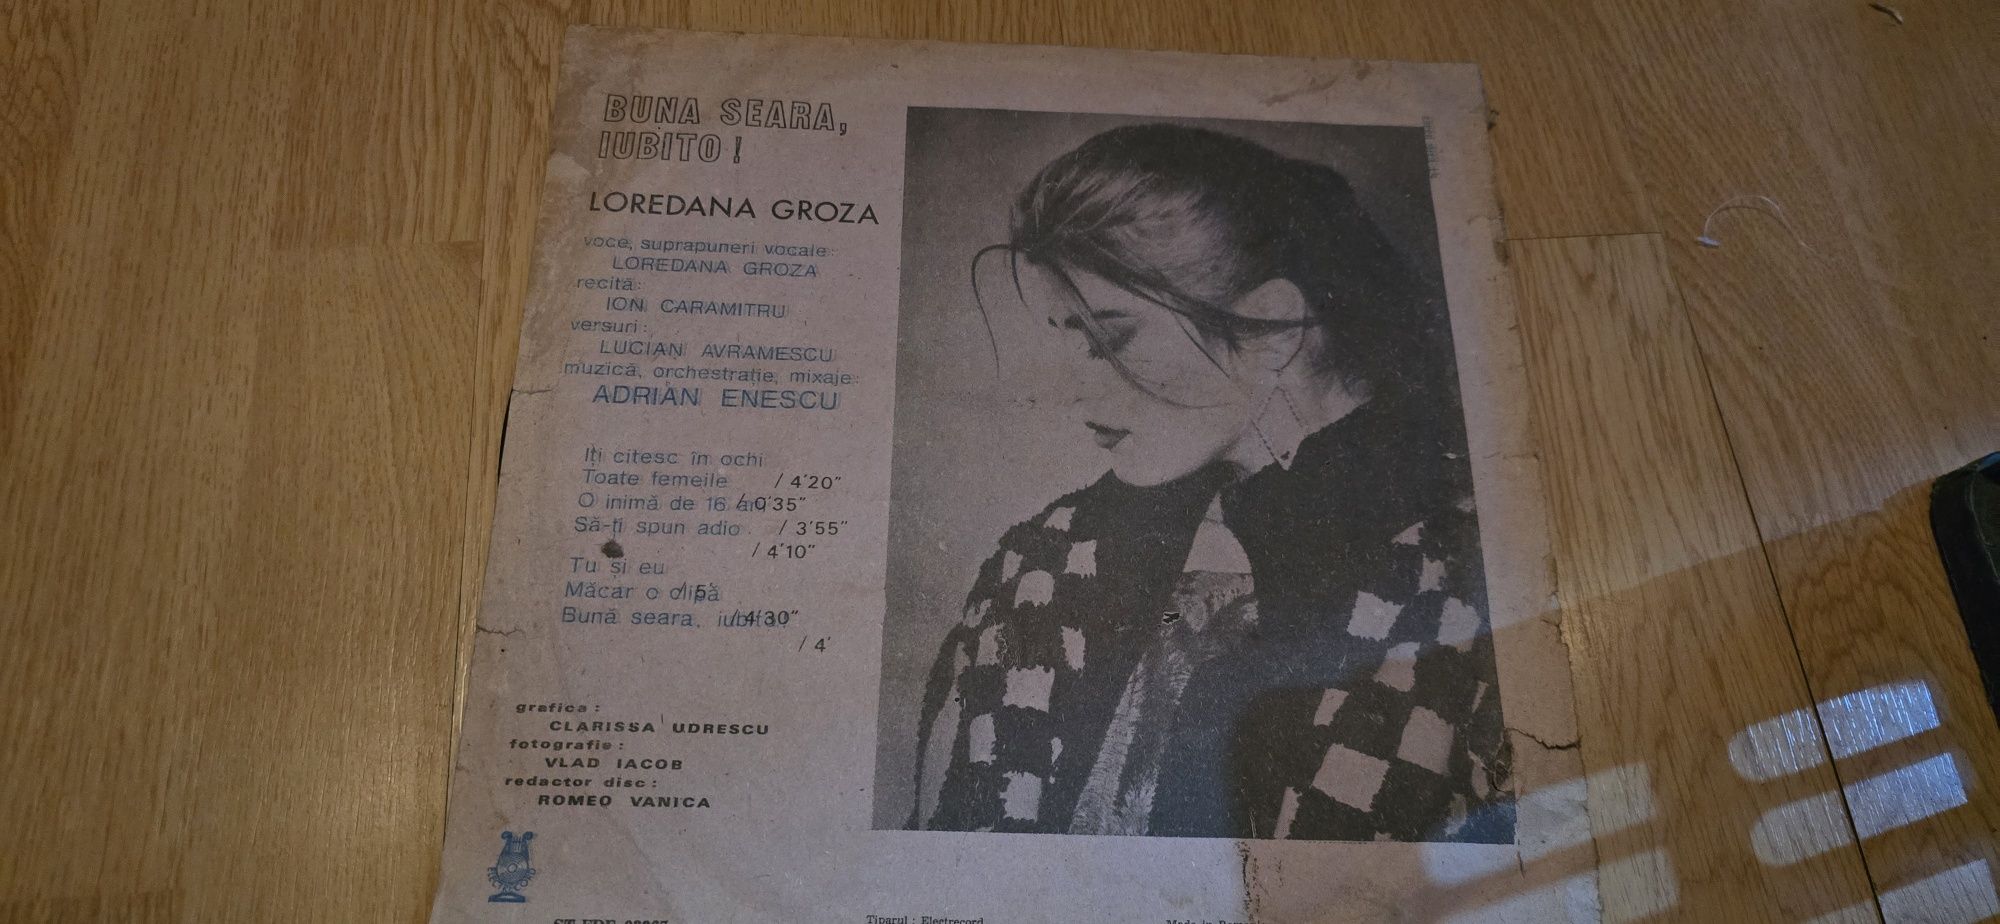 BUNA SEARA,
IUBITO !
LOREDANA GROZA
voce, suprapuneri vocale:
LOREDANA GROZA
recită:
ION CARAMITRU
versuri:
LUCIAN AVRAMESCU
muzică, orchestrație, mixaje:
ADRIAN ENESCU
Iți citesc în ochi
Toate femeile / 4'20"
O inimă de 16 ani / 0'35"
Să-ți spun adio / 3'55"
/ 4'10"
Tu și eu
Măcar o clipă / 5'
Bună seara, iubito! / 4'30"
/ 4'
grafica :
CLARISSA UDRESCU
fotografie :
VLAD IACOB
redactor disc :
ROMEO VANICA
ELECTRECORD
Tiparul : Electrecord